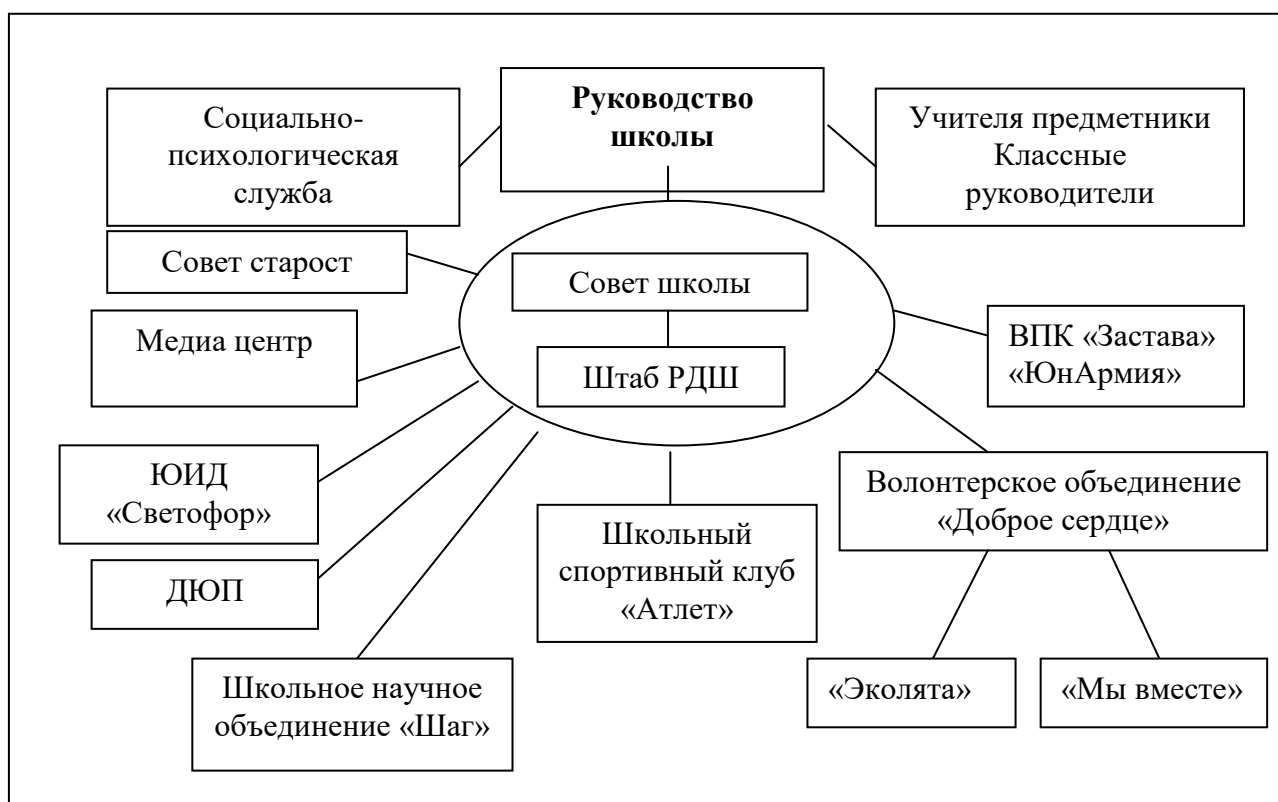 Руководство
школы
Социально-
психологическая
служба
Учителя предметники
Классные
руководители
Совет старост
Совет школы
Медиа центр
ВПК «Застава»
«ЮнАрмия»
Штаб РДШ
ЮИД
«Светофор»
Волонтерское объединение
«Доброе сердце»
Школьный
спортивный клуб
«Атлет»
ДЮП
Школьное научное
объединение «Шаг»
«Эколята»
«Мы вместе»